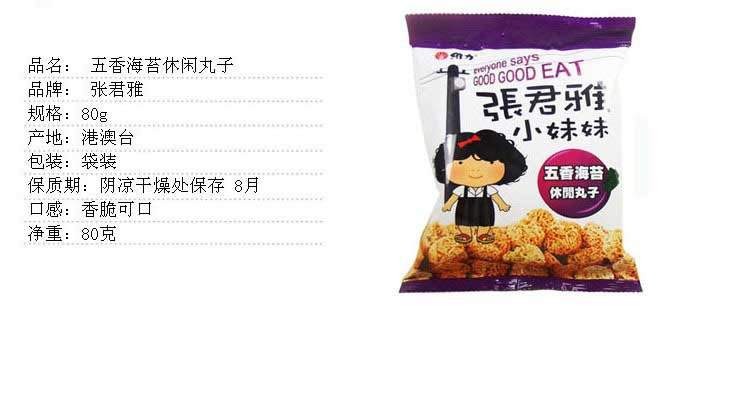 品名： 五香海苔休闲丸子
品牌： 张君雅
规格：80g
产地：港澳台
包装：袋装
保质期：阴凉干燥处保存 8月
口感：香脆可口
净重：80克
維力
everyone says
GOOD GOOD EAT
張君雅
小妹妹
五香海苔
休閒丸子